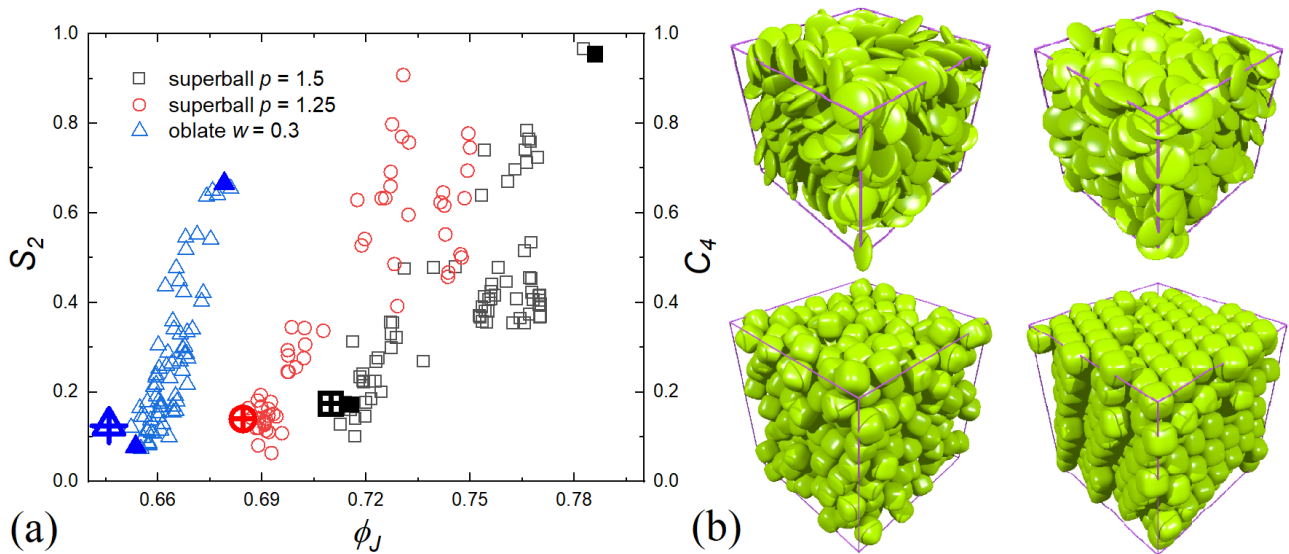 1.0
0.8
0.6
0.4
0.2
0.0
S₂
superball p = 1.5
superball p = 1.25
oblate w = 0.3
1.0
0.8
0.6
0.4
0.2
0.0
C₄
0.66 0.69 0.72 0.75 0.78
ϕ_J
(a)
(b)